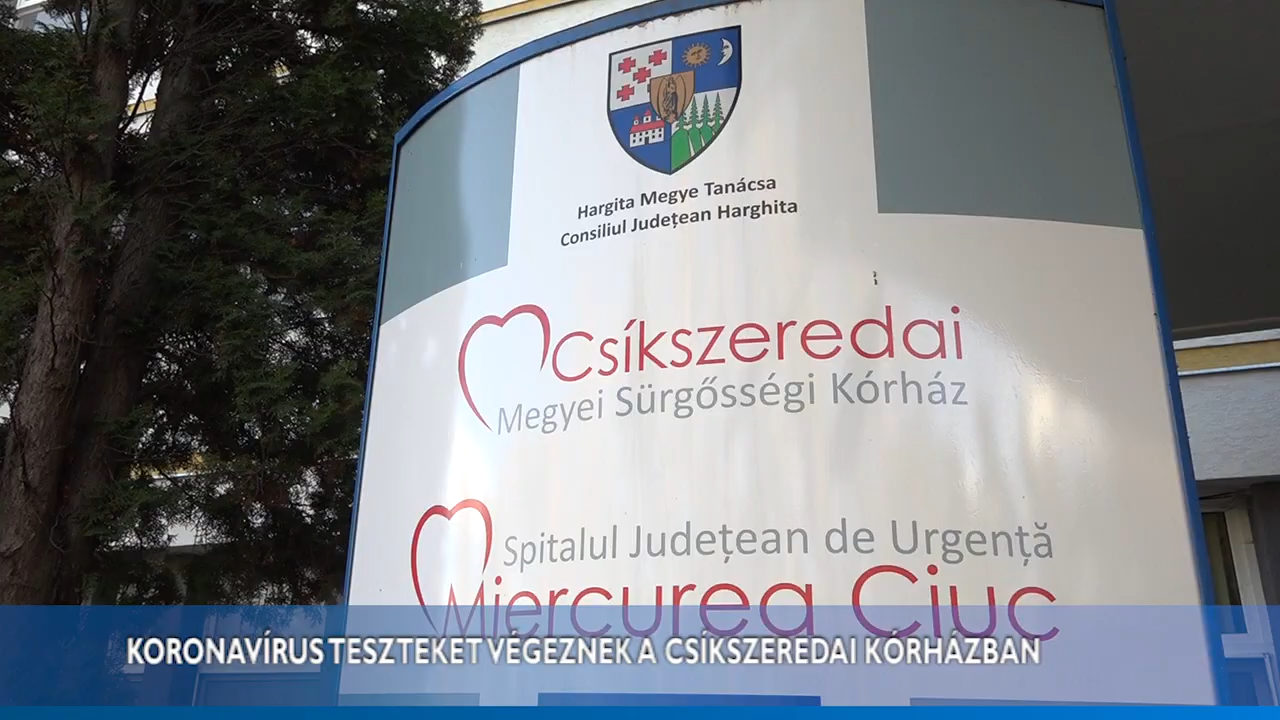 Hargita Megye Tanácsa
Consiliul Județean Harghita
Csíkszeredai
Megyei Sürgősségi Kórház
Spitalul Județean de Urgență
Miercurea Ciuc
KORONAVÍRUS TESZTEKET VÉGEZNEK A CSÍKSZEREDAI KÓRHÁZBAN